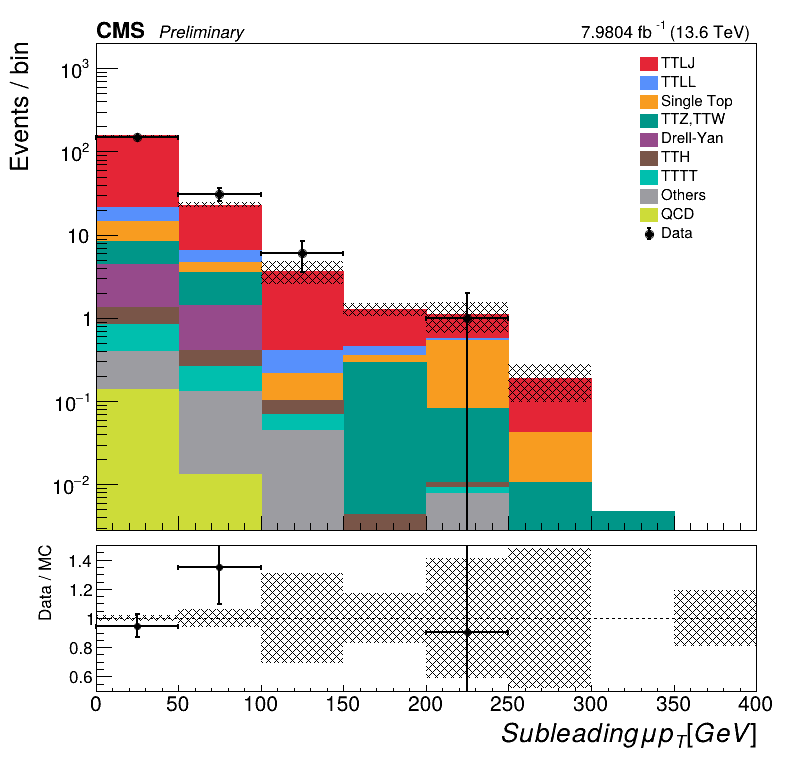 CMS Preliminary 7.9804 fb⁻¹ (13.6 TeV)
Events / bin
10³
10²
10
1
10⁻¹
10⁻²
TTLJ
TTLL
Single Top
TTZ,TTW
Drell-Yan
TTH
TTTT
Others
QCD
Data
Data / MC
1.4
1.2
1
0.8
0.6
0 50 100 150 200 250 300 350 400
Subleading μ p_T [GeV]